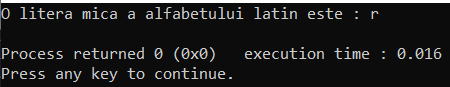 O litera mica a alfabetului latin este : r
Process returned 0 (0x0)   execution time : 0.016
Press any key to continue.